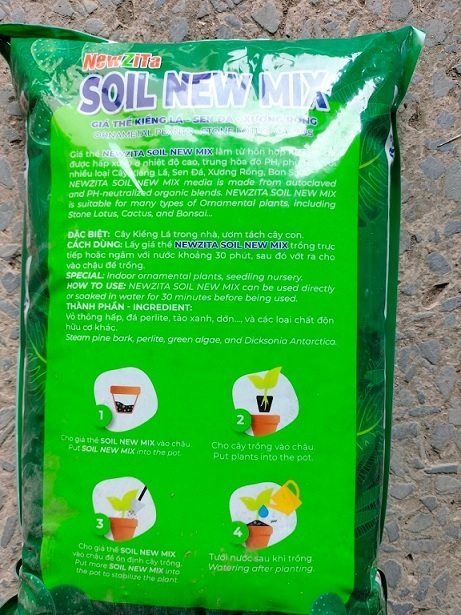 NewZita
SOIL NEW MIX
GIÁ THỂ KIỂNG LÁ - SEN ĐÁ - XƯƠNG RỒNG
ORNAMETAL
STONE
Giá thể NEWZITA SOIL NEW MIX làm từ hỗn hợp
được hấp xử lý nhiệt độ cao, trung hòa độ PH,
nhiều loại Cây Kiểng Lá, Sen Đá, Xương Rồng, Bon
NEWZITA SOIL NEW MIX media is made from autoclaved
and PH-neutralized organic blends. NEWZITA SOIL NEW MIX
is suitable for many types of Ornamental plants, including
Stone Lotus, Cactus, and Bonsai...
ĐẶC BIỆT: Cây Kiểng Lá trong nhà, ươm tách cây con.
CÁCH DÙNG: Lấy giá thể NEWZITA SOIL NEW MIX trồng trực
tiếp hoặc ngâm với nước khoảng 30 phút, sau đó vớt ra cho
vào chậu để trồng.
SPECIAL: Indoor ornamental plants, seedling nursery.
HOW TO USE: NEWZITA SOIL NEW MIX can be used directly
or soaked in water for 30 minutes before being used.
THÀNH PHẦN - INGREDIENT:
Vỏ thông hấp, đá perlite, tảo xanh, dớn...., và các loại chất độn
hữu cơ khác.
Steam pine bark, perlite, green algae, and Dicksonia Antarctica.
1
Cho giá thể SOIL NEW MIX vào chậu.
Put SOIL NEW MIX into the pot.
2
Cho cây trồng vào chậu.
Put plants into the pot.
3
Cho giá thể SOIL NEW MIX
vào chậu để ổn định cây trồng.
Put more SOIL NEW MIX into
the pot to stabilize the plant.
4
Tưới nước sau khi trồng.
Watering after planting.